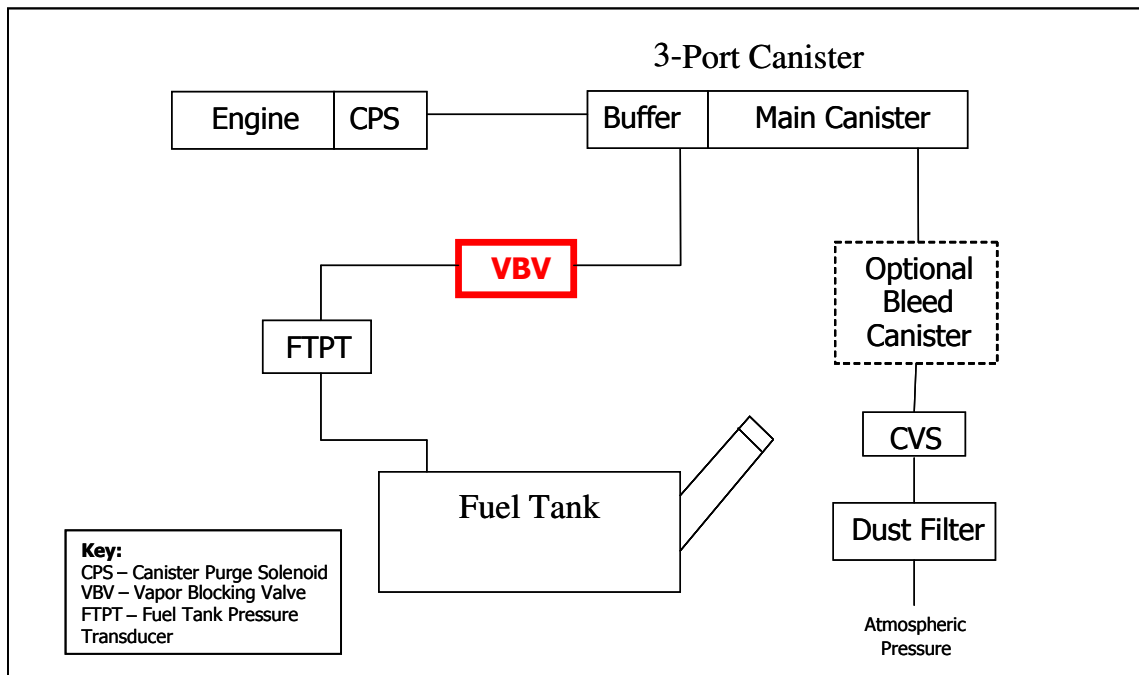 3-Port Canister
Engine
CPS
Buffer
Main Canister
VBV
Optional
Bleed
Canister
FTPT
CVS
Fuel Tank
Dust Filter
Key:
CPS – Canister Purge Solenoid
VBV – Vapor Blocking Valve
FTPT – Fuel Tank Pressure
Transducer
Atmospheric
Pressure